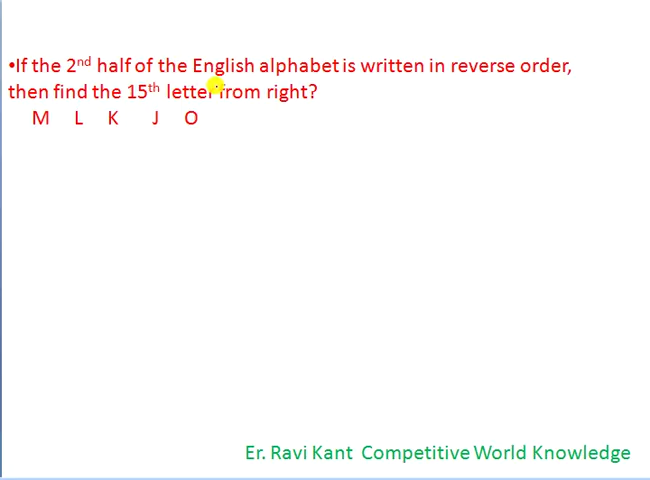 •If the 2nd half of the English alphabet is written in reverse order,
then find the 15th letter from right?
M L K J O
Er. Ravi Kant Competitive World Knowledge